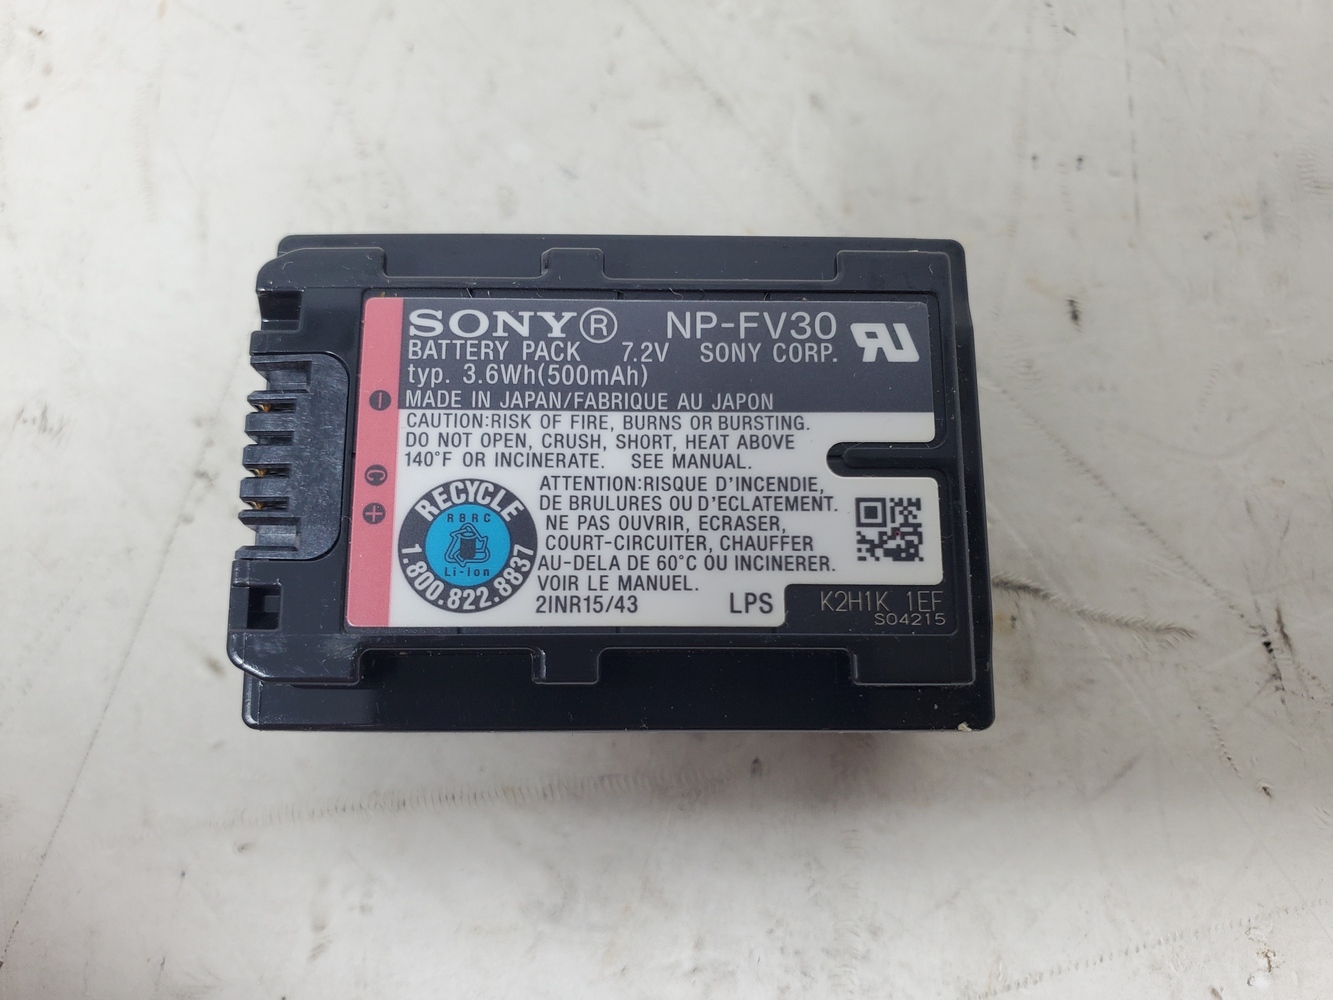 SONY® NP-FV30
BATTERY PACK 7.2V SONY CORP.
typ. 3.6Wh(500mAh)
MADE IN JAPAN/FABRIQUE AU JAPON
CAUTION:RISK OF FIRE, BURNS OR BURSTING.
DO NOT OPEN, CRUSH, SHORT, HEAT ABOVE
140°F OR INCINERATE. SEE MANUAL.
ATTENTION:RISQUE D'INCENDIE,
DE BRULURES OU D'ECLATEMENT.
NE PAS OUVRIR, ECRASER,
COURT-CIRCUITER, CHAUFFER
AU-DELA DE 60°C OU INCINERER.
VOIR LE MANUEL.
2INR15/43 LPS
RECYCLE
RBRC
Li-Ion
1.800.822.8837
K2H1K 1EF
S04215
C